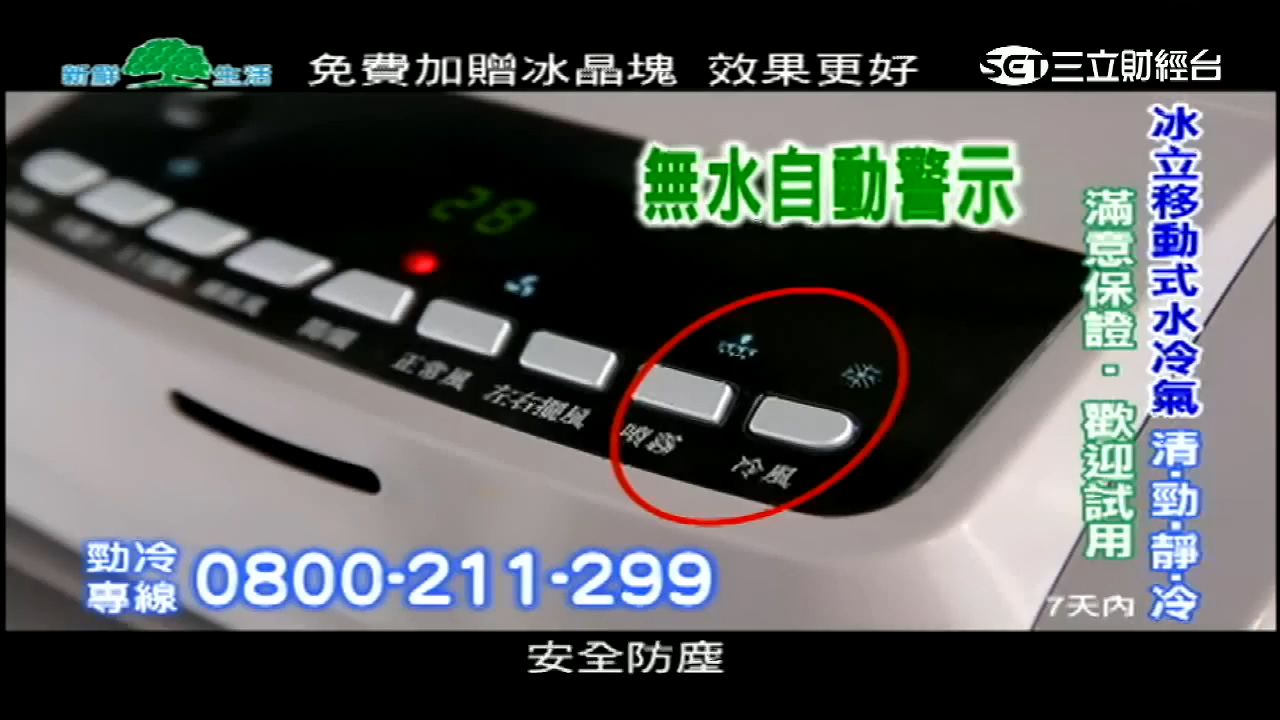 新鮮生活
免費加贈冰晶塊 效果更好
SET三立財經台
無水自動警示
冰立移動式水冷氣 清·勁·靜·冷
滿意保證·歡迎試用
7天內
28
正常風
左右擺風
噴霧
冷風
勁冷專線 0800-211-299
安全防塵